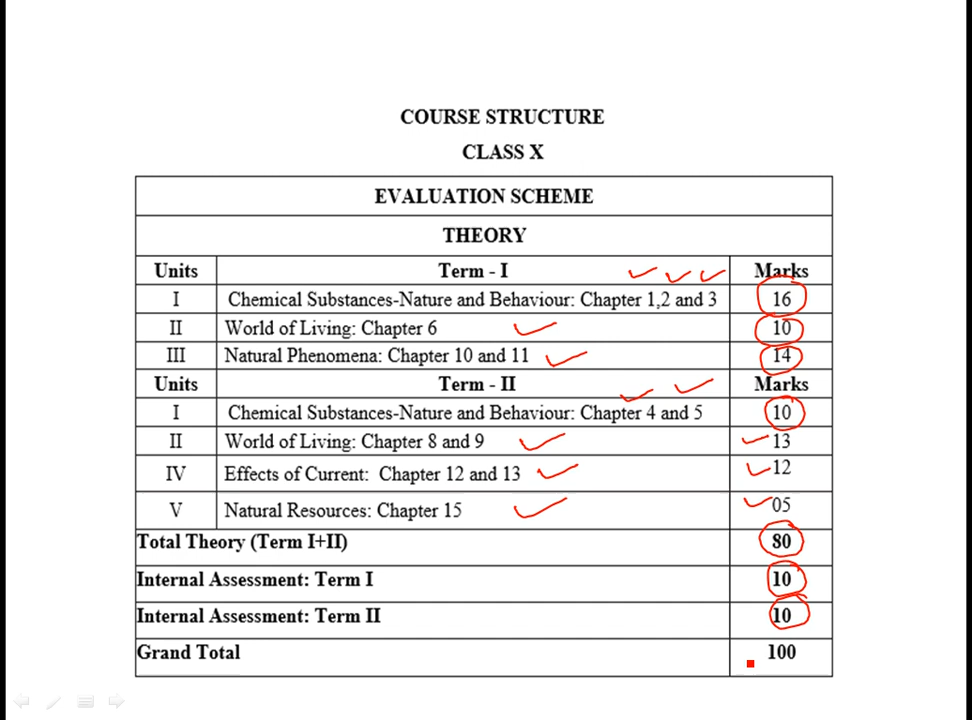 COURSE STRUCTURE
CLASS X
EVALUATION SCHEME
THEORY
Units Term - I Marks
I Chemical Substances-Nature and Behaviour: Chapter 1,2 and 3 16
II World of Living: Chapter 6 10
III Natural Phenomena: Chapter 10 and 11 14
Units Term - II Marks
I Chemical Substances-Nature and Behaviour: Chapter 4 and 5 10
II World of Living: Chapter 8 and 9 13
IV Effects of Current: Chapter 12 and 13 12
V Natural Resources: Chapter 15 05
Total Theory (Term I+II) 80
Internal Assessment: Term I 10
Internal Assessment: Term II 10
Grand Total 100